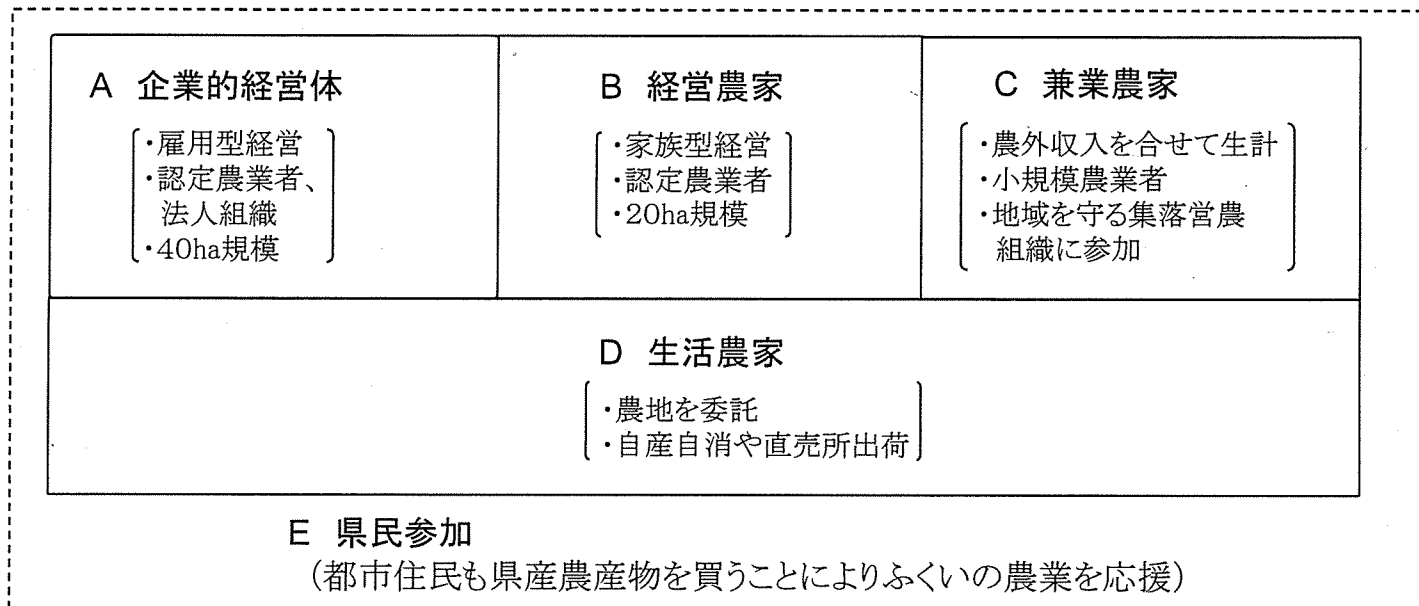 A 企業的経営体
・雇用型経営
・認定農業者、
法人組織
・40ha規模
B 経営農家
・家族型経営
・認定農業者
・20ha規模
C 兼業農家
・農外収入を合せて生計
・小規模農業者
・地域を守る集落営農
組織に参加
D 生活農家
・農地を委託
・自産自消や直売所出荷
E 県民参加
（都市住民も県産農産物を買うことによりふくいの農業を応援）